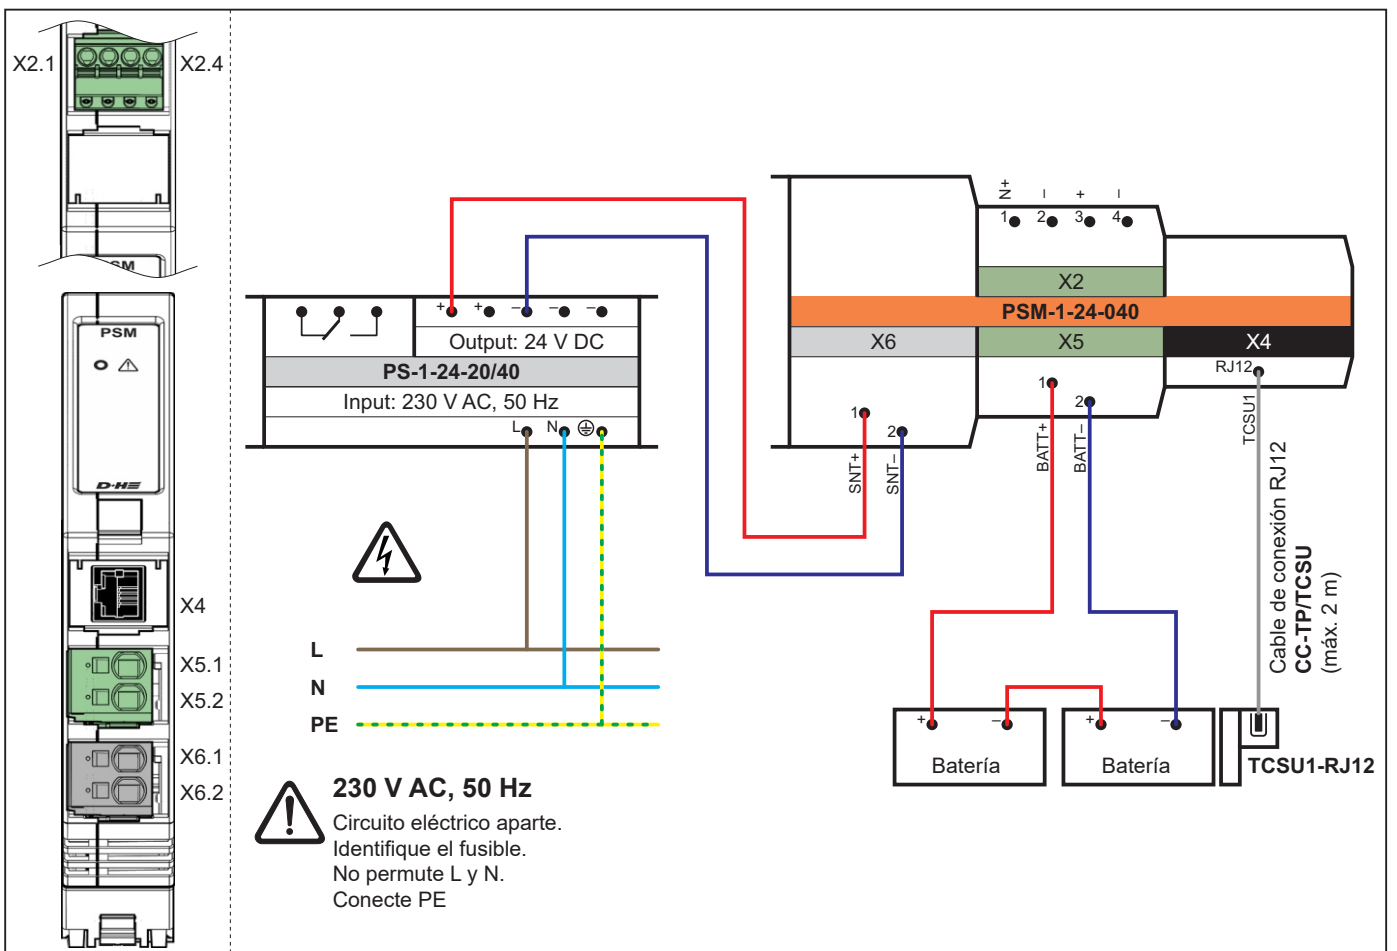 X2.1
X2.4
SM
PSM
D+H
X4
X5.1
X5.2
X6.1
X6.2
+ + – – –
Output: 24 V DC
PS-1-24-20/40
Input: 230 V AC, 50 Hz
L N
L
N
PE
230 V AC, 50 Hz
Circuito eléctrico aparte.
Identifique el fusible.
No permute L y N.
Conecte PE
N+ – + –
1 2 3 4
X2
PSM-1-24-040
X6
X5
X4
RJ12
1
2
1
2
SNT+
SNT–
BATT+
BATT–
TCSU1
Cable de conexión RJ12
CC-TP/TCSU
(máx. 2 m)
+ –
Batería
+ –
Batería
TCSU1-RJ12